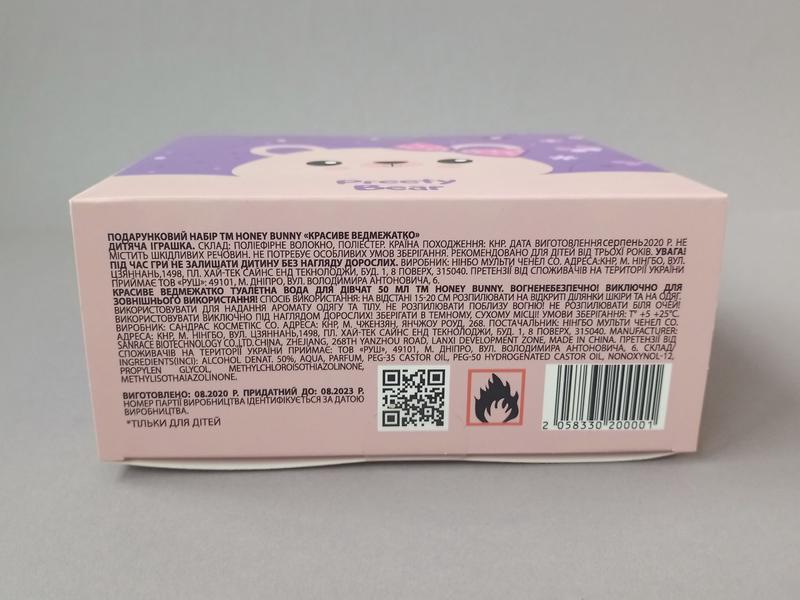 Preety
Bear
ПОДАРУНКОВИЙ НАБІР ТМ HONEY BUNNY «КРАСИВЕ ВЕДМЕЖАТКО»
ДИТЯЧА ІГРАШКА. СКЛАД: ПОЛІЕФІРНЕ ВОЛОКНО, ПОЛІЕСТЕР. КРАЇНА ПОХОДЖЕННЯ: КНР. ДАТА ВИГОТОВЛЕННЯ серпень 2020 Р. НЕ
МІСТИТЬ ШКІДЛИВИХ РЕЧОВИН. НЕ ПОТРЕБУЄ ОСОБЛИВИХ УМОВ ЗБЕРІГАННЯ. РЕКОМЕНДОВАНО ДЛЯ ДІТЕЙ ВІД ТРЬОХ РОКІВ. УВАГА!
ПІД ЧАС ГРИ НЕ ЗАЛИШАТИ ДИТИНУ БЕЗ НАГЛЯДУ ДОРОСЛИХ. ВИРОБНИК: НІНБО МУЛЬТИ ЧЕНЕЛ СО. АДРЕСА:КНР, М. НІНГБО, ВУЛ.
ЦЗЯННАНЬ,1498, ПЛ. ХАЙ-ТЕК САЙНС ЕНД ТЕКНОЛОДЖИ, БУД. 1, 8 ПОВЕРХ, 315040. ПРЕТЕНЗІЇ ВІД СПОЖИВАЧІВ НА ТЕРИТОРІЇ УКРАЇНИ
ПРИЙМАЄ ТОВ «РУШ»: 49101, М. ДНІПРО, ВУЛ. ВОЛОДИМИРА АНТОНОВИЧА, 6.
КРАСИВЕ ВЕДМЕЖАТКО ТУАЛЕТНА ВОДА ДЛЯ ДІВЧАТ 50 МЛ ТМ HONEY BUNNY. ВОГНЕНЕБЕЗПЕЧНО! ВИКЛЮЧНО ДЛЯ
ЗОВНІШНЬОГО ВИКОРИСТАННЯ! СПОСІБ ВИКОРИСТАННЯ: НА ВІДСТАНІ 15-20 СМ РОЗПИЛЮВАТИ НА ВІДКРИТІ ДІЛЯНКИ ШКІРИ ТА НА ОДЯГ.
ВИКОРИСТОВУВАТИ ДЛЯ НАДАННЯ АРОМАТУ ОДЯГУ ТА ТІЛУ. НЕ РОЗПИЛЮВАТИ ПОБЛИЗУ ВОГНЮ! НЕ РОЗПИЛЮВАТИ БІЛЯ ОЧЕЙ!
ВИКОРИСТОВУВАТИ ВИКЛЮЧНО ПІД НАГЛЯДОМ ДОРОСЛИХ! ЗБЕРІГАТИ В ТЕМНОМУ, СУХОМУ МІСЦІ! УМОВИ ЗБЕРІГАННЯ: T° +5 +25°C.
ВИРОБНИК: САНДРАС КОСМЕТІКС СО. АДРЕСА: КНР, М. ЧЖЕНЗЯН, ЯНЧЖОУ РОУД, 268. ПОСТАЧАЛЬНИК: НІНГБО МУЛЬТИ ЧЕНЕЛ СО.
АДРЕСА: КНР, М. НІНГБО, ВУЛ. ЦЗЯННАНЬ,1498, ПЛ. ХАЙ-ТЕК САЙНС ЕНД ТЕКНОЛОДЖИ, БУД. 1, 8 ПОВЕРХ, 315040. MANUFACTURER:
SANRACE BIOTECHNOLOGY CO.LTD.CHINA, ZHEJIANG, 268TH YANZHOU ROAD, LANXI DEVELOPMENT ZONE, MADE IN CHINA. ПРЕТЕНЗІЇ ВІД
СПОЖИВАЧІВ НА ТЕРИТОРІЇ УКРАЇНИ ПРИЙМАЄ: ТОВ «РУШ», 49101, М. ДНІПРО, ВУЛ. ВОЛОДИМИРА АНТОНОВИЧА, 6. СКЛАД/
INGREDIENTS(INCI): ALCOHOL DENAT. 50%, AQUA, PARFUM, PEG-35 CASTOR OIL, PEG-50 HYDROGENATED CASTOR OIL, NONOXYNOL-12,
PROPYLEN GLYCOL, METHYLCHLOROISOTHIAZOLINONE,
METHYLISOTHIAZOLINONE.
ВИГОТОВЛЕНО: 08.2020 Р. ПРИДАТНИЙ ДО: 08.2023 Р.
НОМЕР ПАРТІЇ ВИРОБНИЦТВА ІДЕНТИФІКУЄТЬСЯ ЗА ДАТОЮ
ВИРОБНИЦТВА.
*ТІЛЬКИ ДЛЯ ДІТЕЙ
2 058330 200001